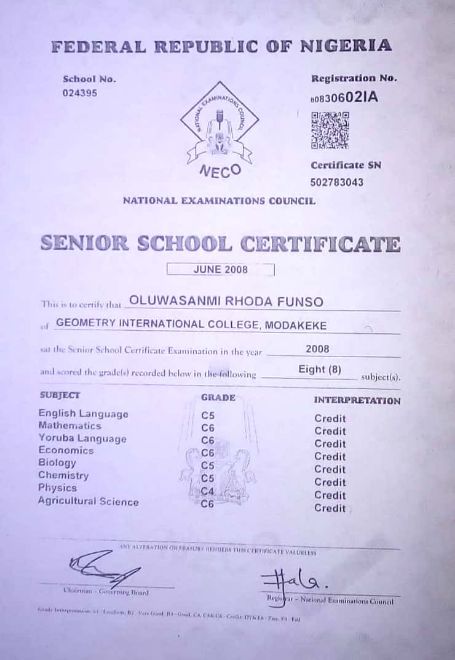 FEDERAL REPUBLIC OF NIGERIA
School No.
024395
Registration No.
80830602IA
NATIONAL EXAMINATIONS COUNCIL
NECO
Certificate SN
502783043
NATIONAL EXAMINATIONS COUNCIL
SENIOR SCHOOL CERTIFICATE
JUNE 2008
This is to certify that OLUWASANMI RHODA FUNSO
of GEOMETRY INTERNATIONAL COLLEGE, MODAKEKE
sat the Senior School Certificate Examination in the year 2008
and scored the grade(s) recorded below in the following Eight (8) subject(s).
SUBJECT GRADE INTERPRETATION
English Language C5 Credit
Mathematics C6 Credit
Yoruba Language C6 Credit
Economics C6 Credit
Biology C5 Credit
Chemistry C5 Credit
Physics C4 Credit
Agricultural Science C6 Credit
ANY ALTERATION OR ERASURE RENDERS THIS CERTIFICATE VALUELESS
Chairman - Governing Board
Registrar - National Examinations Council